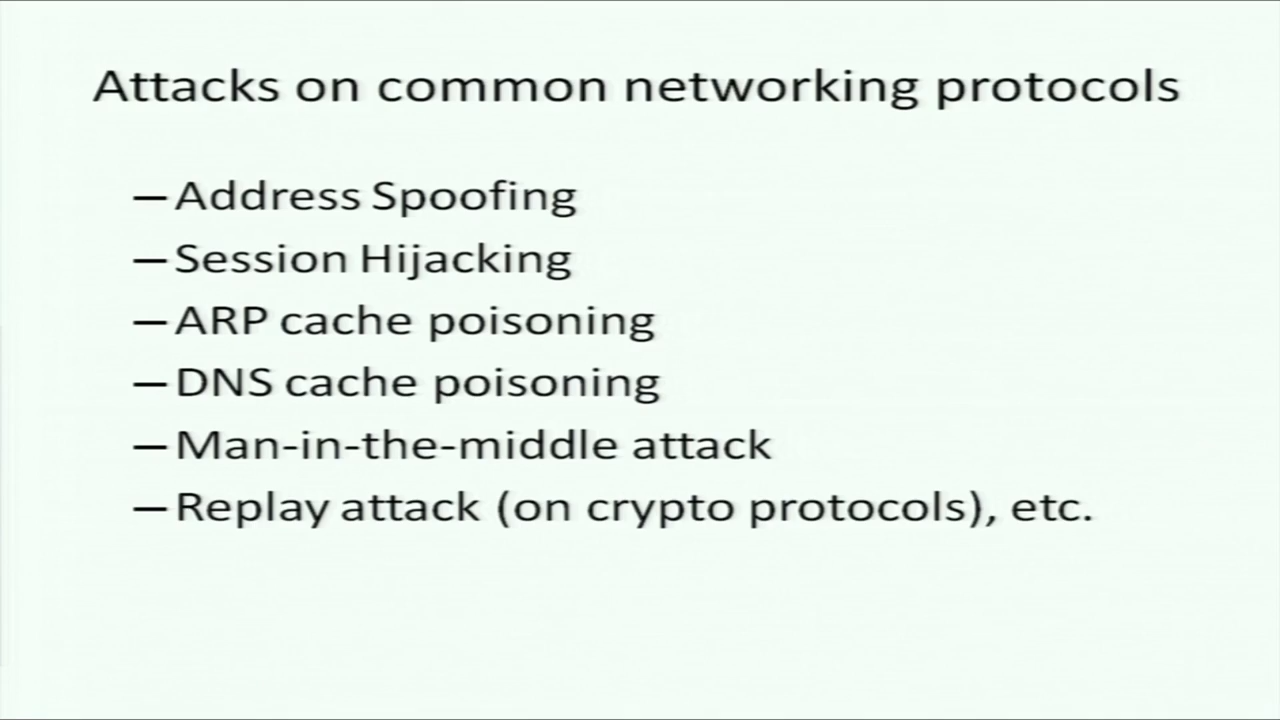 Attacks on common networking protocols
– Address Spoofing
– Session Hijacking
– ARP cache poisoning
– DNS cache poisoning
– Man-in-the-middle attack
– Replay attack (on crypto protocols), etc.